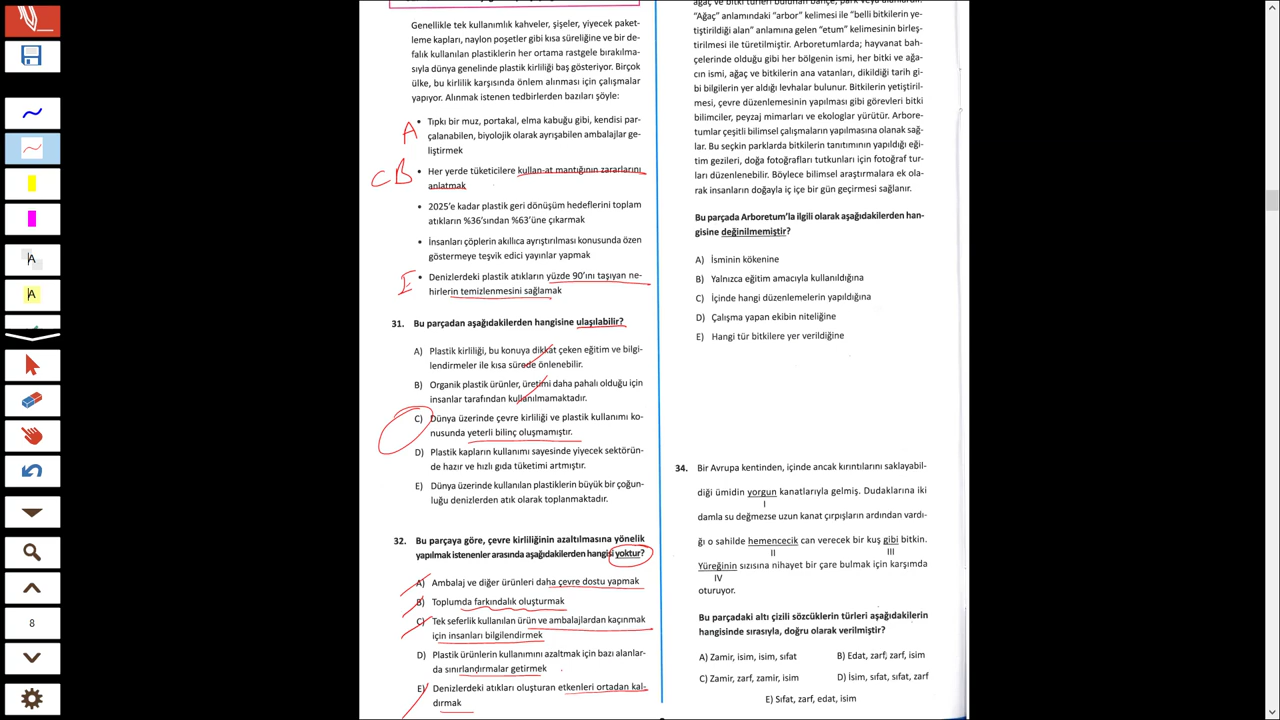 Genellikle tek kullanımlık kahveler, şişeler, yiyecek paket-
leme kapları, naylon poşetler gibi kısa süreliğine ve bir de-
falık kullanılan plastiklerin her ortama rastgele bırakılma-
sıyla dünya genelinde plastik kirliliği baş gösteriyor. Birçok
ülke, bu kirlilik karşısında önlem alınması için çalışmalar
yapıyor. Alınmak istenen tedbirlerden bazıları şöyle:
A • Tıpkı bir muz, portakal, elma kabuğu gibi, kendisi par-
çalanabilen, biyolojik olarak ayrışabilen ambalajlar ge-
liştirmek
CB • Her yerde tüketicilere kullan-at mantığının zararlarını
anlatmak
• 2025'e kadar plastik geri dönüşüm hedeflerini toplam
atıkların %36'sından %63'üne çıkarmak
• İnsanları çöplerin akıllıca ayrıştırılması konusunda özen
göstermeye teşvik edici yayınlar yapmak
E • Denizlerdeki plastik atıkların yüzde 90'ını taşıyan ne-
hirlerin temizlenmesini sağlamak
31. Bu parçadan aşağıdakilerden hangisine ulaşılabilir?
A) Plastik kirliliği, bu konuya dikkat çeken eğitim ve bilgi-
lendirmeler ile kısa sürede önlenebilir.
B) Organik plastik ürünler, üretimi daha pahalı olduğu için
insanlar tarafından kullanılmamaktadır.
C) Dünya üzerinde çevre kirliliği ve plastik kullanımı ko-
nusunda yeterli bilinç oluşmamıştır.
D) Plastik kapların kullanımı sayesinde yiyecek sektörün-
de hazır ve hızlı gıda tüketimi artmıştır.
E) Dünya üzerinde kullanılan plastiklerin büyük bir çoğun-
luğu denizlerden atık olarak toplanmaktadır.
32. Bu parçaya göre, çevre kirliliğinin azaltılmasına yönelik
yapılmak istenenler arasında aşağıdakilerden hangisi yoktur?
A) Ambalaj ve diğer ürünleri daha çevre dostu yapmak
B) Toplumda farkındalık oluşturmak
C) Tek seferlik kullanılan ürün ve ambalajlardan kaçınmak
için insanları bilgilendirmek
D) Plastik ürünlerin kullanımını azaltmak için bazı alanlar-
da sınırlandırmalar getirmek
E) Denizlerdeki atıkları oluşturan etkenleri ortadan kal-
dırmak
"Ağaç" anlamındaki "arbor" kelimesi ile "belli bitkilerin ye-
tiştirildiği alan" anlamına gelen "etum" kelimesinin birleş-
tirilmesi ile türetilmiştir. Arboretumlarda; hayvanat bah-
çelerinde olduğu gibi her bölgenin ismi, her bitki ve ağa-
cın ismi, ağaç ve bitkilerin ana vatanları, dikildiği tarih gi-
bi bilgilerin yer aldığı levhalar bulunur. Bitkilerin yetiştiril-
mesi, çevre düzenlemesinin yapılması gibi görevleri bitki
bilimciler, peyzaj mimarları ve ekologlar yürütür. Arbore-
tumlar çeşitli bilimsel çalışmaların yapılmasına olanak sağ-
lar. Bu seçkin parklarda bitkilerin tanıtımının yapıldığı eği-
tim gezileri, doğa fotoğrafları tutkunları için fotoğraf tur-
ları düzenlenebilir. Böylece bilimsel araştırmalara ek ola-
rak insanların doğayla iç içe bir gün geçirmesi sağlanır.
Bu parçada Arboretum'la ilgili olarak aşağıdakilerden han-
gisine değinilmemiştir?
A) İsminin kökenine
B) Yalnızca eğitim amacıyla kullanıldığına
C) İçinde hangi düzenlemelerin yapıldığına
D) Çalışma yapan ekibin niteliğine
E) Hangi tür bitkilere yer verildiğine
34. Bir Avrupa kentinden, içinde ancak kırıntılarını saklayabil-
diği ümidin yorgun kanatlarıyla gelmiş. Dudaklarına iki
I
damla su değmezse uzun kanat çırpışların ardından vardı-
ğı o sahilde hemencecik can verecek bir kuş gibi bitkin.
II III
Yüreğinin sızısına nihayet bir çare bulmak için karşımda
IV
oturuyor.
Bu parçadaki altı çizili sözcüklerin türleri aşağıdakilerin
hangisinde sırasıyla, doğru olarak verilmiştir?
A) Zamir, isim, isim, sıfat B) Edat, zarf, zarf, isim
C) Zamir, zarf, zamir, isim D) İsim, sıfat, sıfat, zarf
E) Sıfat, zarf, edat, isim
A
A
8